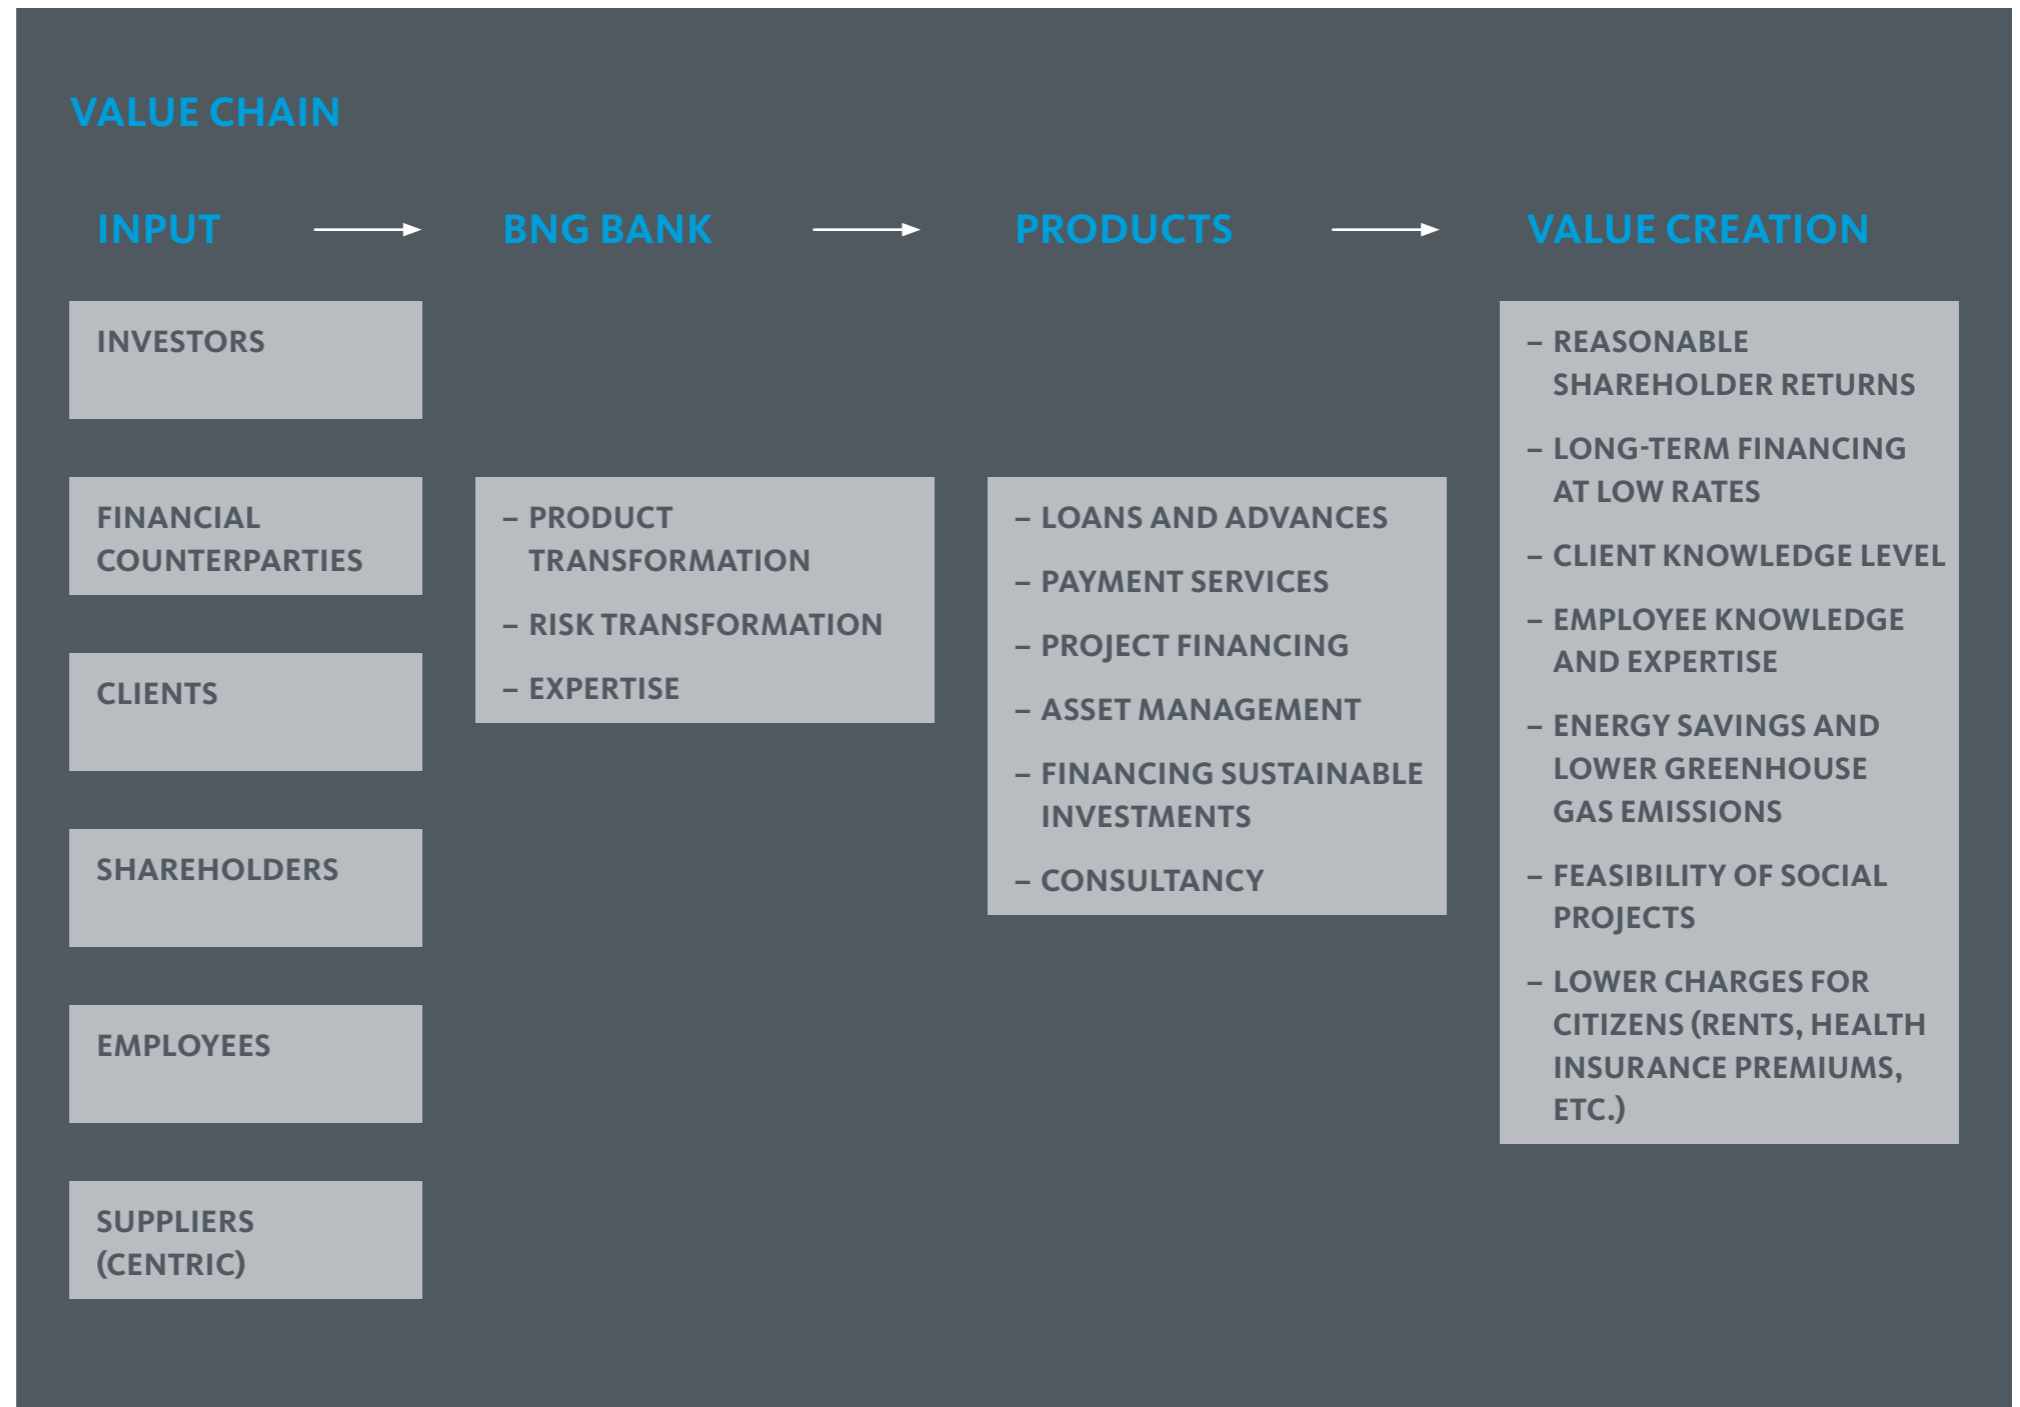 VALUE CHAIN
INPUT
BNG BANK
PRODUCTS
VALUE CREATION
INVESTORS
FINANCIAL
COUNTERPARTIES
CLIENTS
SHAREHOLDERS
EMPLOYEES
SUPPLIERS
(CENTRIC)
– PRODUCT
TRANSFORMATION
– RISK TRANSFORMATION
– EXPERTISE
– LOANS AND ADVANCES
– PAYMENT SERVICES
– PROJECT FINANCING
– ASSET MANAGEMENT
– FINANCING SUSTAINABLE
INVESTMENTS
– CONSULTANCY
– REASONABLE
SHAREHOLDER RETURNS
– LONG-TERM FINANCING
AT LOW RATES
– CLIENT KNOWLEDGE LEVEL
– EMPLOYEE KNOWLEDGE
AND EXPERTISE
– ENERGY SAVINGS AND
LOWER GREENHOUSE
GAS EMISSIONS
– FEASIBILITY OF SOCIAL
PROJECTS
– LOWER CHARGES FOR
CITIZENS (RENTS, HEALTH
INSURANCE PREMIUMS,
ETC.)